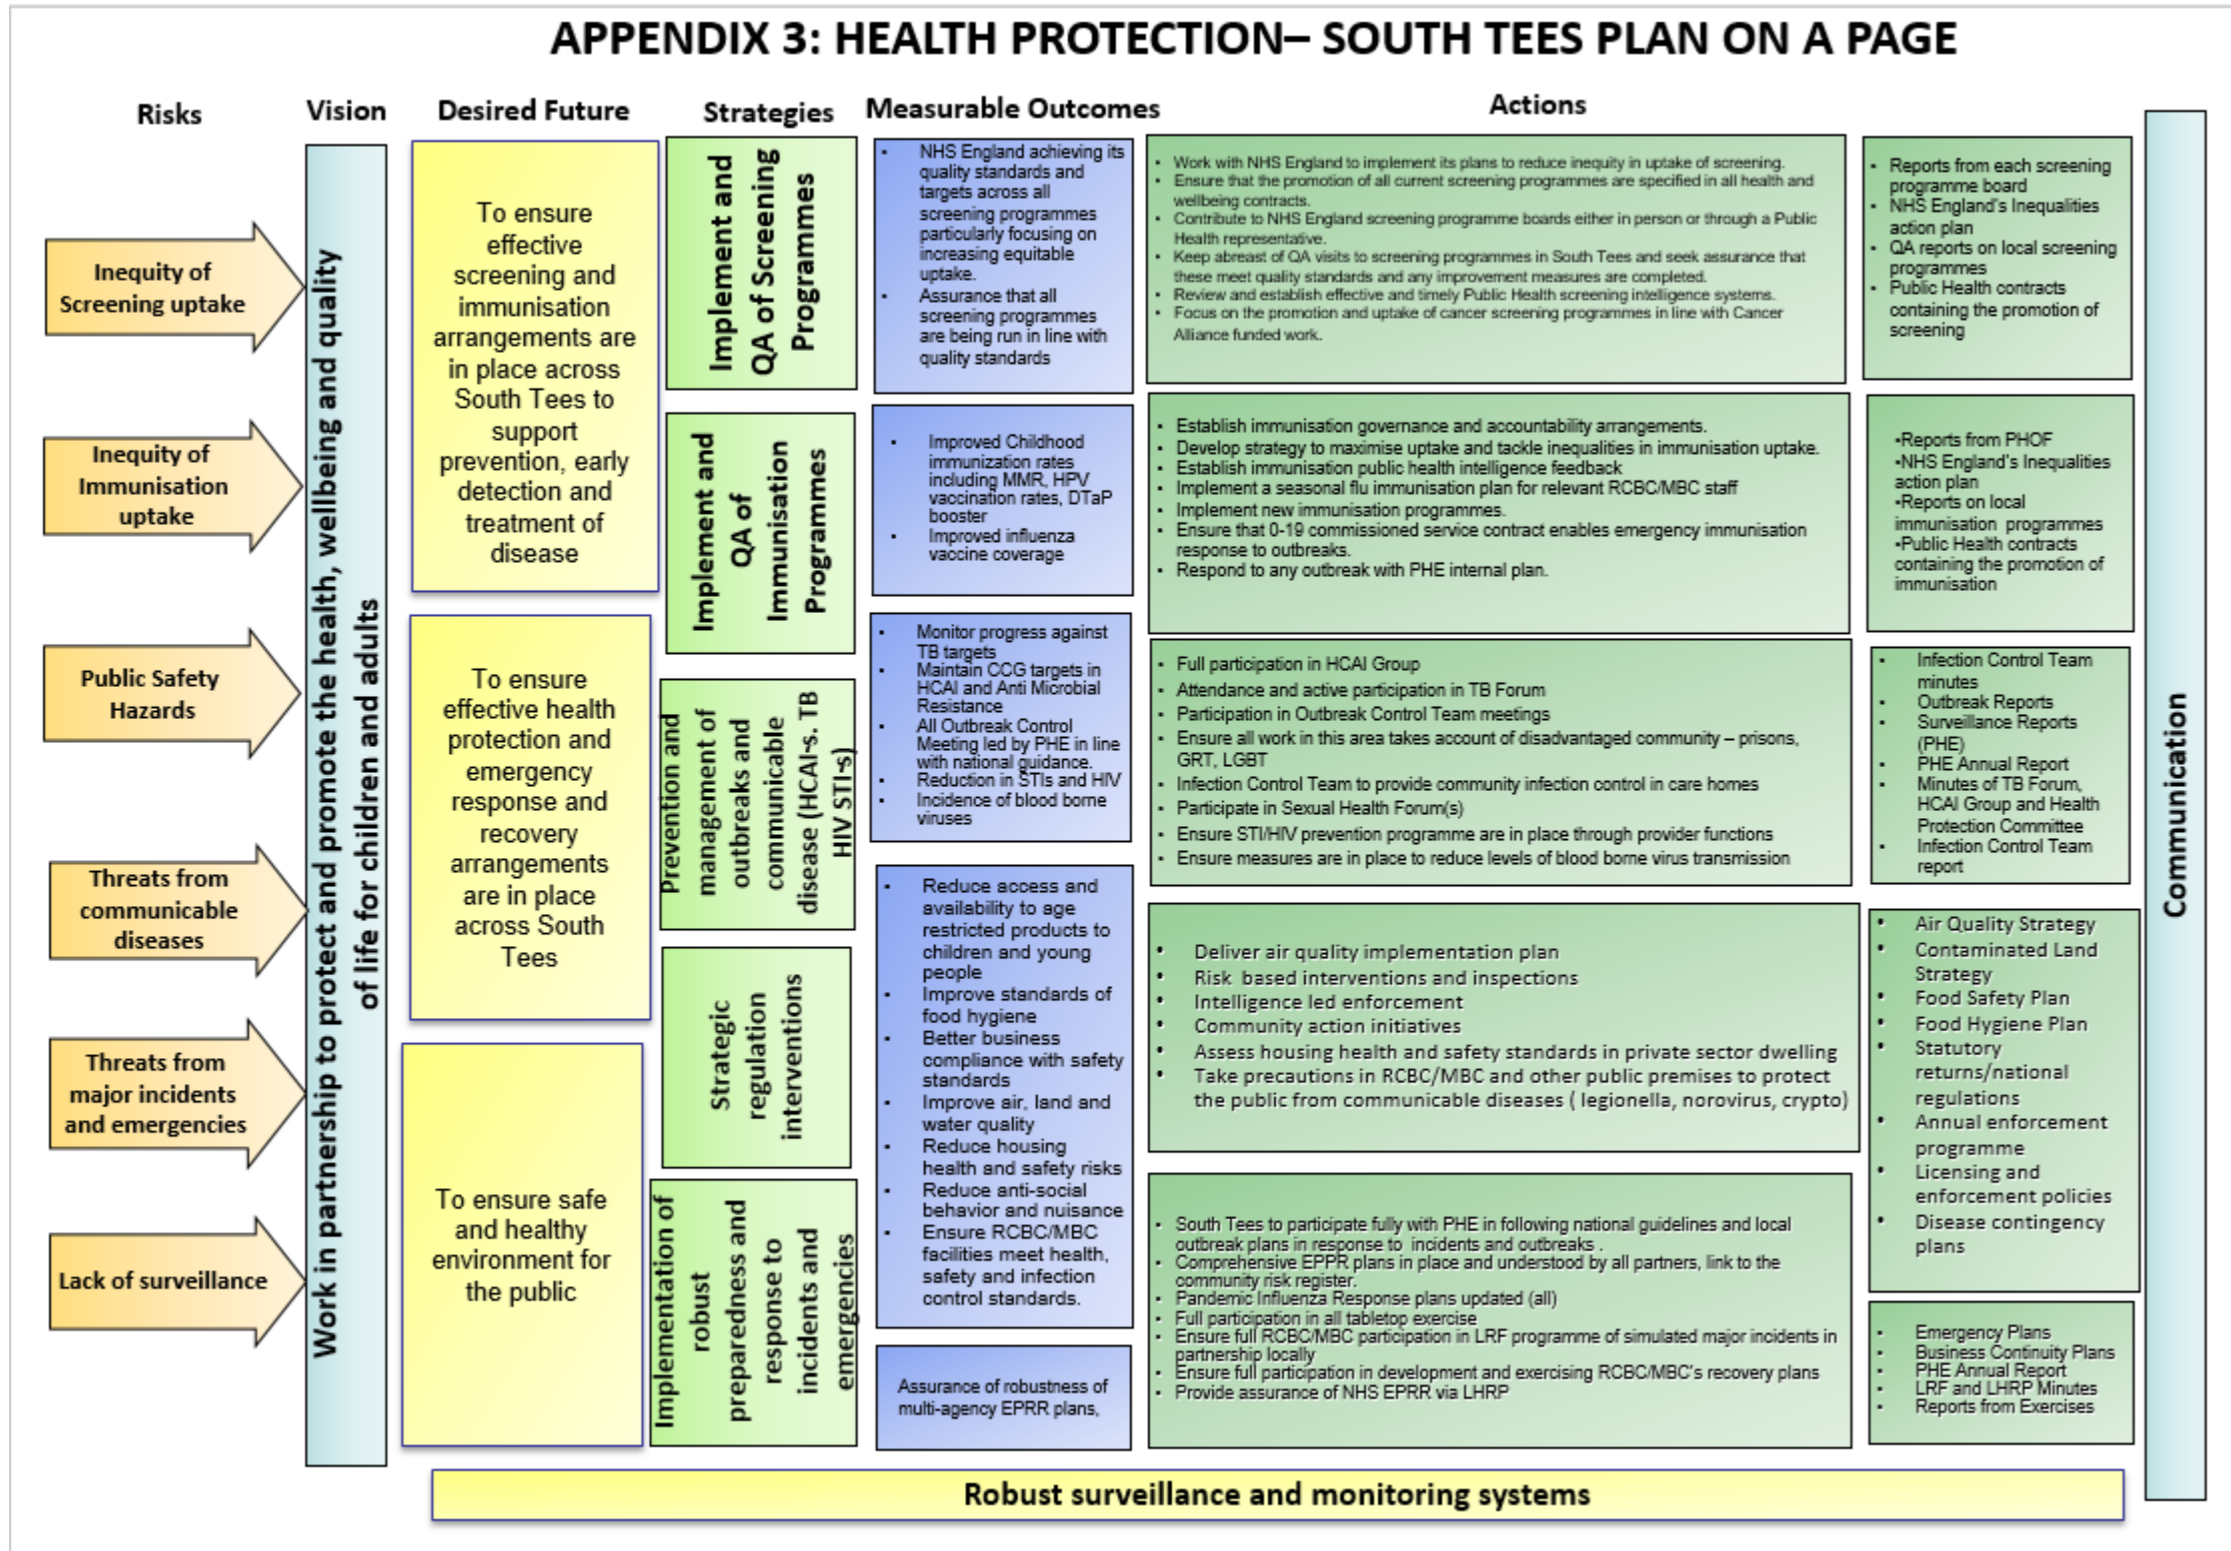 APPENDIX 3: HEALTH PROTECTION– SOUTH TEES PLAN ON A PAGE
Risks
Vision
Desired Future
Strategies
Measurable Outcomes
Actions
Inequity of
Screening uptake
Inequity of
Immunisation
uptake
Public Safety
Hazards
Threats from
communicable
diseases
Threats from
major incidents
and emergencies
Lack of surveillance
Work in partnership to protect and promote the health, wellbeing and quality
of life for children and adults
To ensure
effective
screening and
immunisation
arrangements are
in place across
South Tees to
support
prevention, early
detection and
treatment of
disease
To ensure
effective health
protection and
emergency
response and
recovery
arrangements
are in place
across South
Tees
To ensure safe
and healthy
environment for
the public
Implement and
QA of Screening
Programmes
Implement and
QA of
Immunisation
Programmes
Prevention and
management of
outbreaks and
communicable
disease (HCAI-s. TB
HIV STI-s)
Strategic
regulation
interventions
Implementation of
robust
preparedness and
response to
incidents and
emergencies
▪ NHS England achieving its
quality standards and
targets across all
screening programmes
particularly focusing on
increasing equitable
uptake.
▪ Assurance that all
screening programmes
are being run in line with
quality standards
▪ Improved Childhood
immunization rates
including MMR, HPV
vaccination rates, DTaP
booster
▪ Improved influenza
vaccine coverage
▪ Monitor progress against
TB targets
▪ Maintain CCG targets in
HCAI and Anti Microbial
Resistance
▪ All Outbreak Control
Meeting led by PHE in line
with national guidance.
▪ Reduction in STIs and HIV
▪ Incidence of blood borne
viruses
▪ Reduce access and
availability to age
restricted products to
children and young
people
▪ Improve standards of
food hygiene
▪ Better business
compliance with safety
standards
▪ Improve air, land and
water quality
▪ Reduce housing
health and safety risks
▪ Reduce anti-social
behavior and nuisance
▪ Ensure RCBC/MBC
facilities meet health,
safety and infection
control standards.
Assurance of robustness of
multi-agency EPRR plans,
▪ Work with NHS England to implement its plans to reduce inequity in uptake of screening.
▪ Ensure that the promotion of all current screening programmes are specified in all health and
wellbeing contracts.
▪ Contribute to NHS England screening programme boards either in person or through a Public
Health representative.
▪ Keep abreast of QA visits to screening programmes in South Tees and seek assurance that
these meet quality standards and any improvement measures are completed.
▪ Review and establish effective and timely Public Health screening intelligence systems.
▪ Focus on the promotion and uptake of cancer screening programmes in line with Cancer
Alliance funded work.
▪ Establish immunisation governance and accountability arrangements.
▪ Develop strategy to maximise uptake and tackle inequalities in immunisation uptake.
▪ Establish immunisation public health intelligence feedback
▪ Implement a seasonal flu immunisation plan for relevant RCBC/MBC staff
▪ Implement new immunisation programmes.
▪ Ensure that 0-19 commissioned service contract enables emergency immunisation
response to outbreaks.
▪ Respond to any outbreak with PHE internal plan.
▪ Full participation in HCAI Group
▪ Attendance and active participation in TB Forum
▪ Participation in Outbreak Control Team meetings
▪ Ensure all work in this area takes account of disadvantaged community – prisons,
GRT, LGBT
▪ Infection Control Team to provide community infection control in care homes
▪ Participate in Sexual Health Forum(s)
▪ Ensure STI/HIV prevention programme are in place through provider functions
▪ Ensure measures are in place to reduce levels of blood borne virus transmission
• Deliver air quality implementation plan
• Risk based interventions and inspections
• Intelligence led enforcement
• Community action initiatives
• Assess housing health and safety standards in private sector dwelling
• Take precautions in RCBC/MBC and other public premises to protect
the public from communicable diseases ( legionella, norovirus, crypto)
▪ South Tees to participate fully with PHE in following national guidelines and local
outbreak plans in response to incidents and outbreaks .
▪ Comprehensive EPPR plans in place and understood by all partners, link to the
community risk register.
▪ Pandemic Influenza Response plans updated (all)
▪ Full participation in all tabletop exercise
▪ Ensure full RCBC/MBC participation in LRF programme of simulated major incidents in
partnership locally
▪ Ensure full participation in development and exercising RCBC/MBC's recovery plans
▪ Provide assurance of NHS EPRR via LHRP
▪ Reports from each screening
programme board
▪ NHS England's Inequalities
action plan
▪ QA reports on local screening
programmes
▪ Public Health contracts
containing the promotion of
screening
•Reports from PHOF
•NHS England's Inequalities
action plan
•Reports on local
immunisation programmes
•Public Health contracts
containing the promotion of
immunisation
▪ Infection Control Team
minutes
▪ Outbreak Reports
▪ Surveillance Reports
(PHE)
▪ PHE Annual Report
▪ Minutes of TB Forum,
HCAI Group and Health
Protection Committee
▪ Infection Control Team
report
• Air Quality Strategy
• Contaminated Land
Strategy
• Food Safety Plan
• Food Hygiene Plan
• Statutory
returns/national
regulations
• Annual enforcement
programme
• Licensing and
enforcement policies
• Disease contingency
plans
▪ Emergency Plans
▪ Business Continuity Plans
▪ PHE Annual Report
▪ LRF and LHRP Minutes
▪ Reports from Exercises
Communication
Robust surveillance and monitoring systems